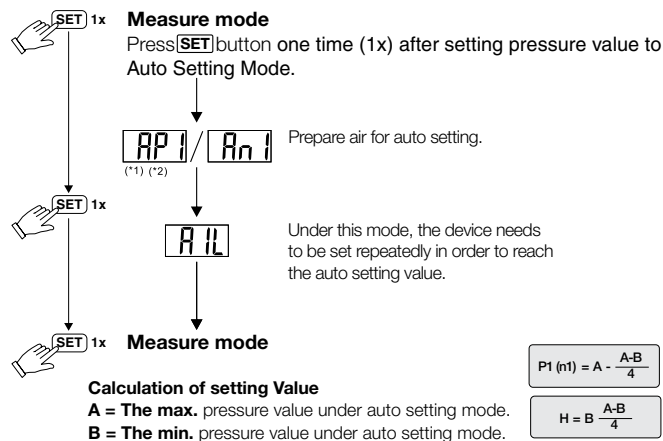 SET 1x Measure mode
Press SET button one time (1x) after setting pressure value to
Auto Setting Mode.
AP1 / An1 Prepare air for auto setting.
(*1) (*2)
SET 1x
A1L
Under this mode, the device needs
to be set repeatedly in order to reach
the auto setting value.
SET 1x Measure mode
P1 (n1) = A - A-B
4
Calculation of setting Value
A = The max. pressure value under auto setting mode.
B = The min. pressure value under auto setting mode.
H = B A-B
4